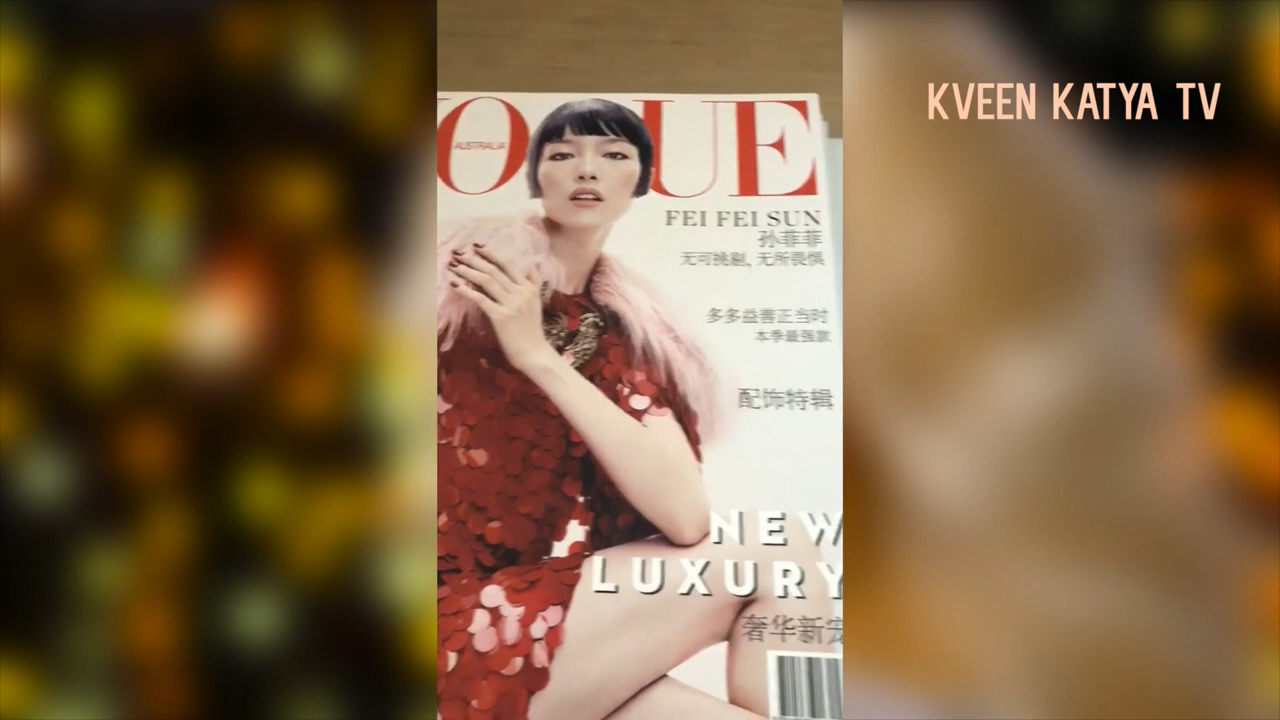 KVEEN KATYA TV
OGUE
AUSTRALIA
FEI FEI SUN
孙菲菲
无可挑剔, 无所畏惧
多多益善正当时
本季最强款
配饰特辑
NEW
LUXURY
奢华新宠